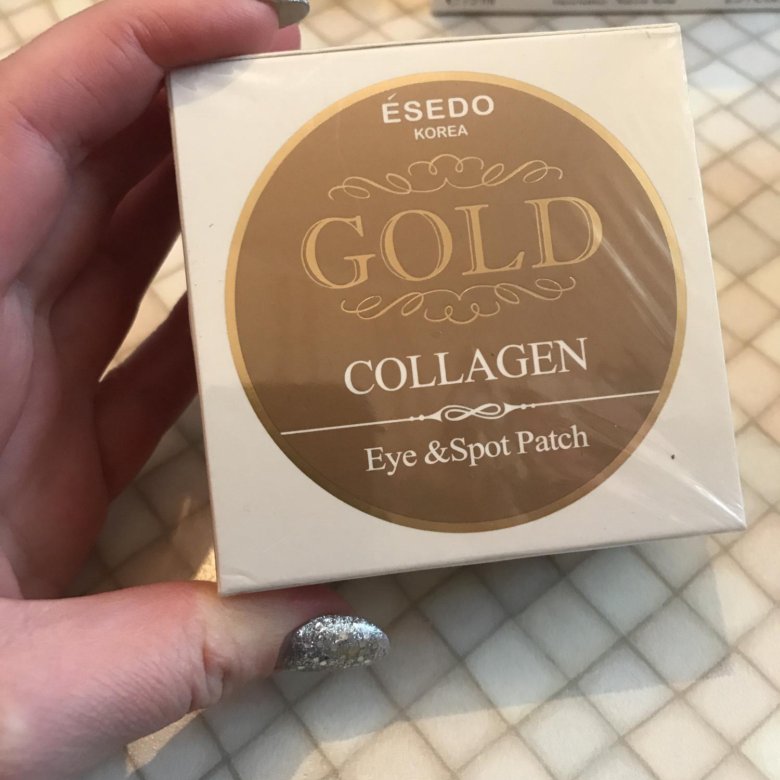 ÉSEDO
KOREA
GOLD
COLLAGEN
Eye &Spot Patch